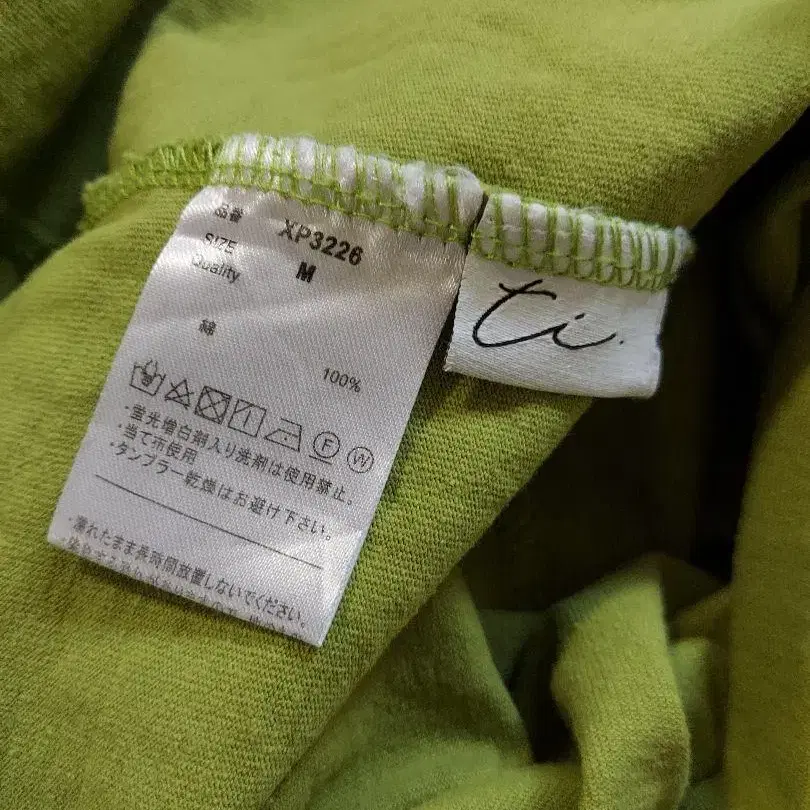 品番 XP3226
SIZE M
Quality
綿 100%
F W
・蛍光増白剤入り洗剤は使用禁止。
・当て布使用
・タンブラー乾燥はお避け下さい。
・濡れたまま長時間放置しないでください。
ti.